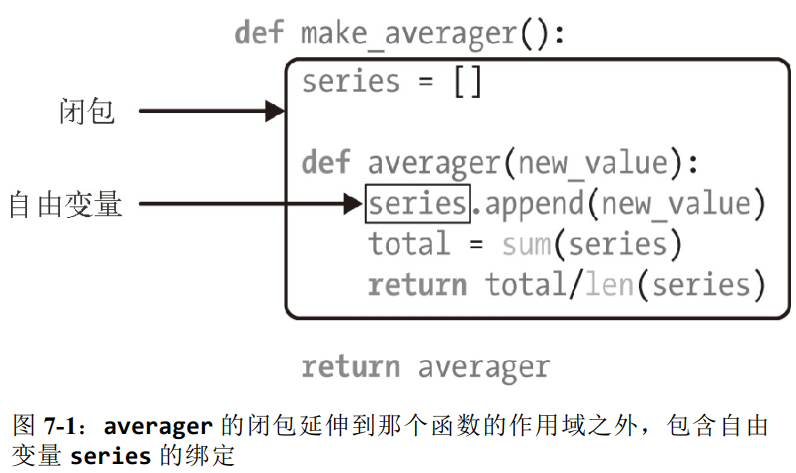 def make_averager():
series = []
闭包
def averager(new_value):
自由变量
series.append(new_value)
total = sum(series)
return total/len(series)
return averager
图 7-1：averager 的闭包延伸到那个函数的作用域之外，包含自由
变量 series 的绑定